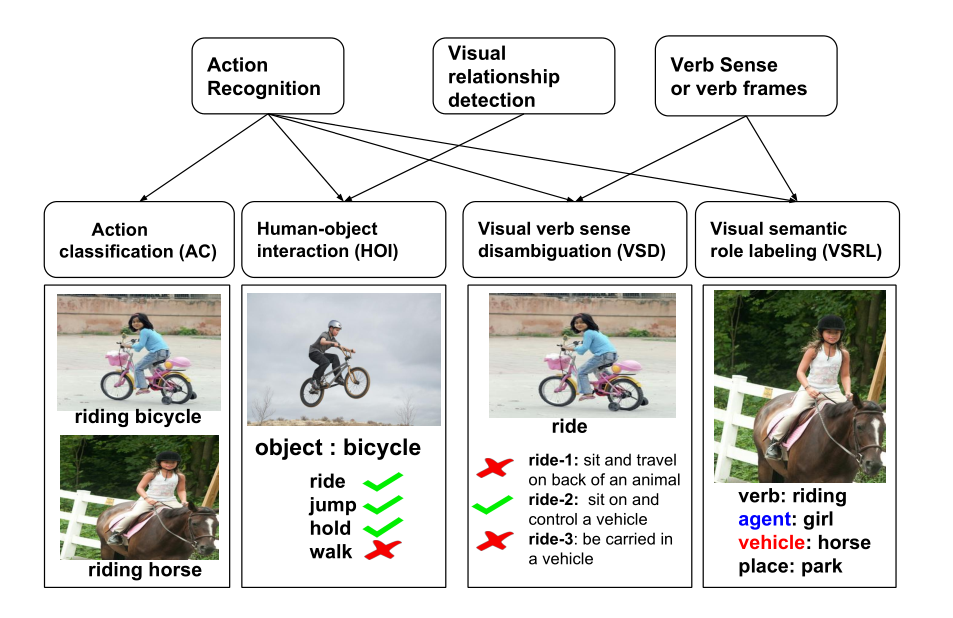 Action
Recognition
Visual
relationship
detection
Verb Sense
or verb frames
Action
classification (AC)
Human-object
interaction (HOI)
Visual verb sense
disambiguation (VSD)
Visual semantic
role labeling (VSRL)
riding bicycle
riding horse
object : bicycle
ride
jump
hold
walk
ride
ride-1: sit and travel
on back of an animal
ride-2: sit on and
control a vehicle
ride-3: be carried in
a vehicle
verb: riding
agent: girl
vehicle: horse
place: park